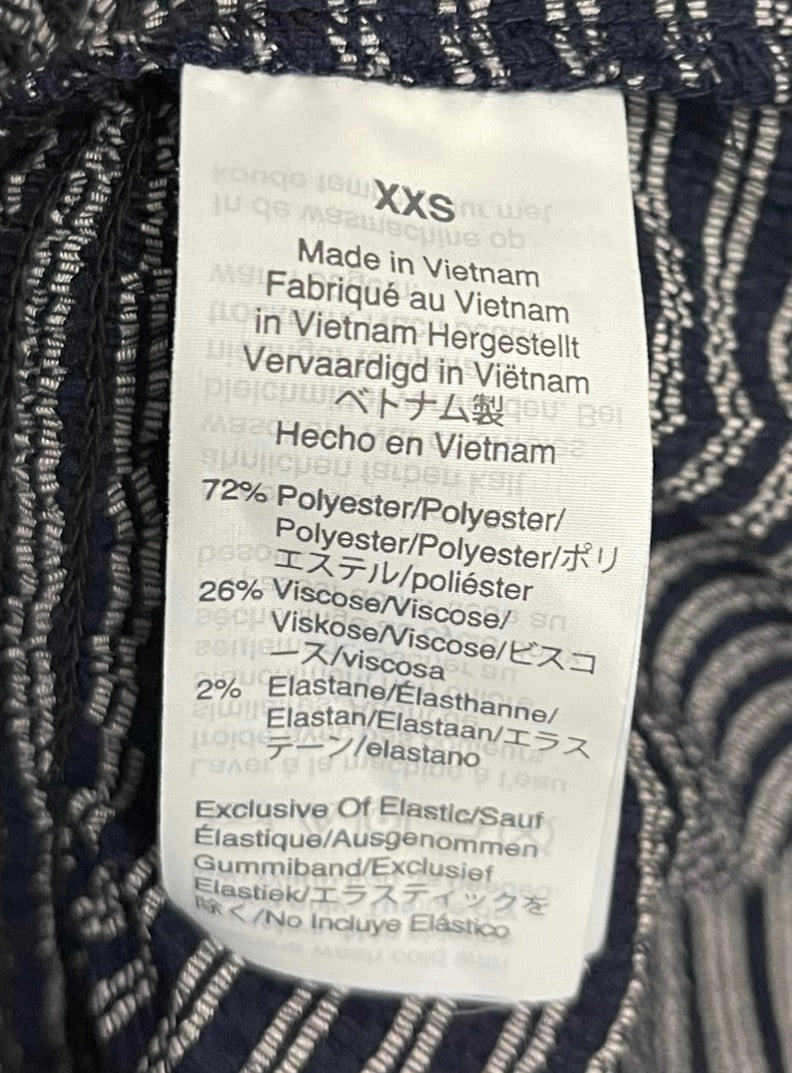 XXS
Made in Vietnam
Fabriqué au Vietnam
in Vietnam Hergestellt
Vervaardigd in Viëtnam
ベトナム製
Hecho en Vietnam
72% Polyester/Polyester/
Polyester/Polyester/ポリ
エステル/poliéster
26% Viscose/Viscose/
Viskose/Viscose/ビスコ
ース/viscosa
2% Elastane/Élasthanne/
Elastan/Elastaan/エラス
テーン/elastano
Exclusive Of Elastic/Sauf
Élastique/Ausgenommen
Gummiband/Exclusief
Elastiek/エラスティックを
除く/No Incluye Elástico